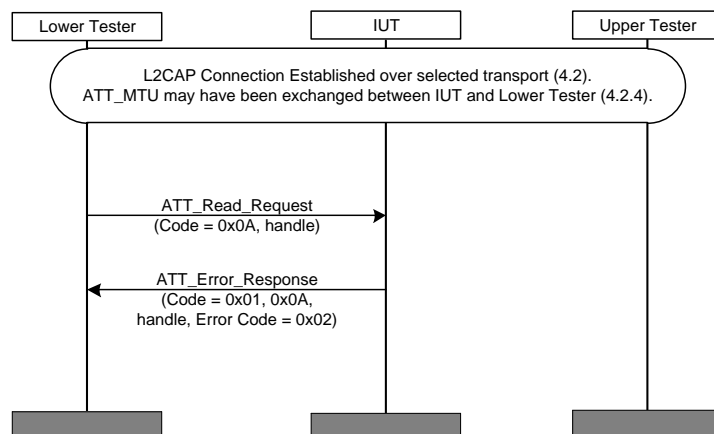 Lower Tester
IUT
Upper Tester
L2CAP Connection Established over selected transport (4.2).
ATT_MTU may have been exchanged between IUT and Lower Tester (4.2.4).
ATT_Read_Request
(Code = 0x0A, handle)
ATT_Error_Response
(Code = 0x01, 0x0A,
handle, Error Code = 0x02)